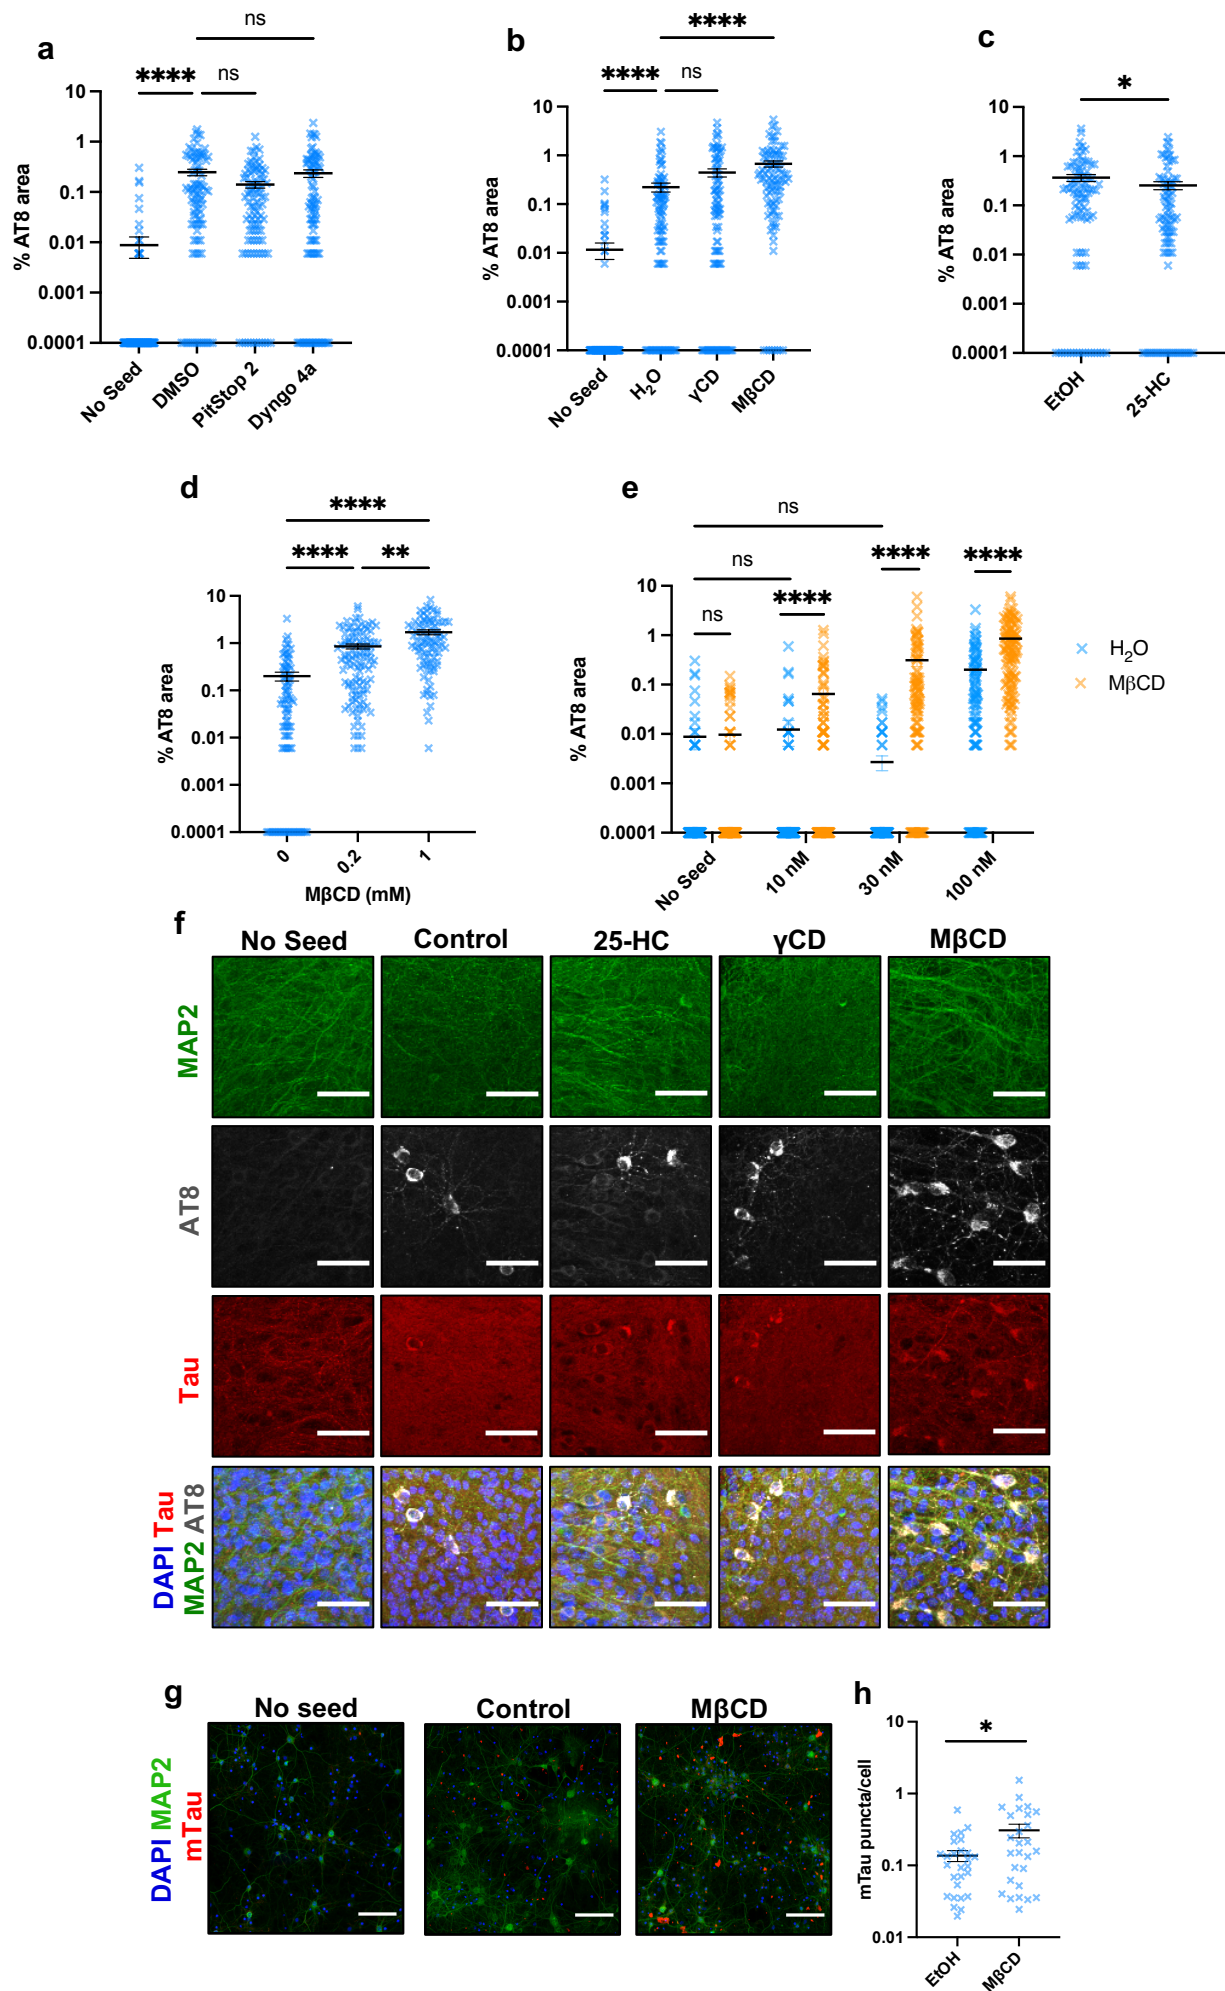 a
ns
****
ns
% AT8 area
10
1
0.1
0.01
0.001
0.0001
No Seed
DMSO
PitStop 2
Dyngo 4a
b
****
****
ns
% AT8 area
10
1
0.1
0.01
0.001
0.0001
No Seed
H₂O
γCD
MβCD
c
*
% AT8 area
10
1
0.1
0.01
0.001
0.0001
EtOH
25-HC
d
****
****
**
% AT8 area
10
1
0.1
0.01
0.001
0.0001
0
0.2
1
MβCD (mM)
e
ns
ns
ns
****
****
****
% AT8 area
10
1
0.1
0.01
0.001
0.0001
No Seed
10 nM
30 nM
100 nM
H₂O
MβCD
f
No Seed
Control
25-HC
γCD
MβCD
MAP2
AT8
Tau
DAPI Tau
MAP2 AT8
g
No seed
Control
MβCD
DAPI MAP2
mTau
h
*
mTau puncta/cell
10
1
0.1
0.01
EtOH
MβCD